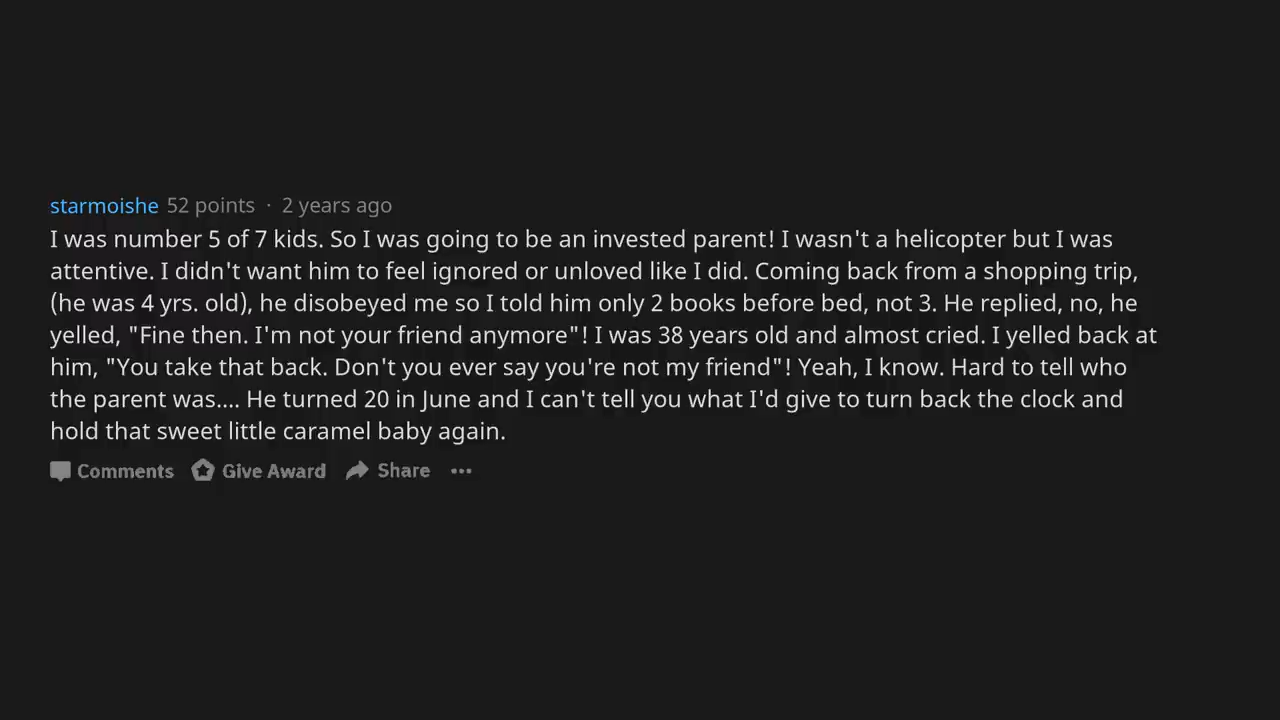 starmoishe 52 points · 2 years ago
I was number 5 of 7 kids. So I was going to be an invested parent! I wasn't a helicopter but I was
attentive. I didn't want him to feel ignored or unloved like I did. Coming back from a shopping trip,
(he was 4 yrs. old), he disobeyed me so I told him only 2 books before bed, not 3. He replied, no, he
yelled, "Fine then. I'm not your friend anymore"! I was 38 years old and almost cried. I yelled back at
him, "You take that back. Don't you ever say you're not my friend"! Yeah, I know. Hard to tell who
the parent was.... He turned 20 in June and I can't tell you what I'd give to turn back the clock and
hold that sweet little caramel baby again.
Comments Give Award Share ···